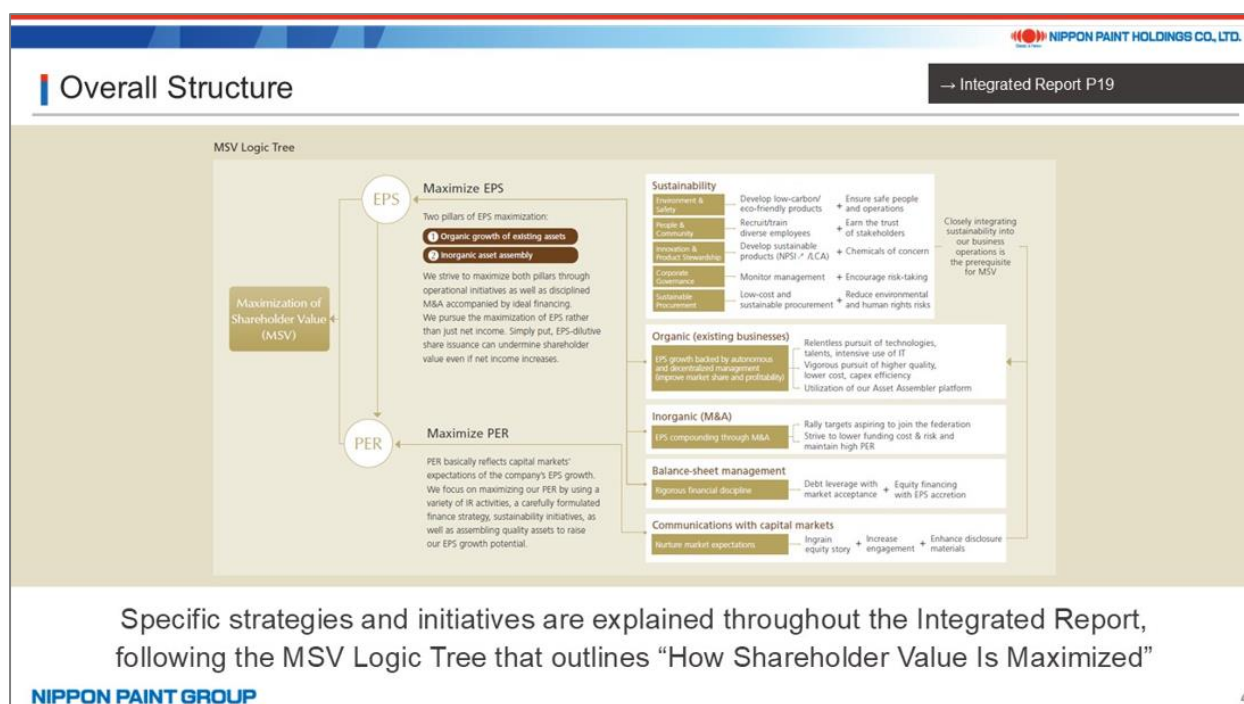 NIPPON PAINT HOLDINGS CO., LTD.
Overall Structure
→ Integrated Report P19
MSV Logic Tree
Maximization of
Shareholder Value
(MSV)
EPS
Maximize EPS
Two pillars of EPS maximization:
1 Organic growth of existing assets
2 Inorganic asset assembly
We strive to maximize both pillars through
operational initiatives as well as disciplined
M&A accompanied by ideal financing.
We pursue the maximization of EPS rather
than just net income. Simply put, EPS-dilutive
share issuance can undermine shareholder
value even if net income increases.
PER
Maximize PER
PER basically reflects capital markets'
expectations of the company's EPS growth.
We focus on maximizing our PER by using a
variety of IR activities, a carefully formulated
finance strategy, sustainability initiatives, as
well as assembling quality assets to raise
our EPS growth potential.
Sustainability
Environment &
Safety
Develop low-carbon/
eco-friendly products
+
Ensure safe people
and operations
People &
Community
Recruit/train
diverse employees
+
Earn the trust
of stakeholders
Innovation &
Product Stewardship
Develop sustainable
products (NPSI↗ /LCA)
+ Chemicals of concern
Corporate
Governance
Monitor management
+ Encourage risk-taking
Sustainable
Procurement
Low-cost and
sustainable procurement
+
Reduce environmental
and human rights risks
Closely integrating
sustainability into
our business
operations is
the prerequisite
for MSV
Organic (existing businesses)
EPS growth backed by autonomous
and decentralized management
(improve market share and profitability)
Relentless pursuit of technologies,
talents, intensive use of IT
Vigorous pursuit of higher quality,
lower cost, capex efficiency
Utilization of our Asset Assembler platform
Inorganic (M&A)
EPS compounding through M&A
Rally targets aspiring to join the federation
Strive to lower funding cost & risk and
maintain high PER
Balance-sheet management
Rigorous financial discipline
Debt leverage with
market acceptance
+
Equity financing
with EPS accretion
Communications with capital markets
Nurture market expectations
Ingrain
equity story
+
Increase
engagement
+
Enhance disclosure
materials
Specific strategies and initiatives are explained throughout the Integrated Report,
following the MSV Logic Tree that outlines “How Shareholder Value Is Maximized”
NIPPON PAINT GROUP